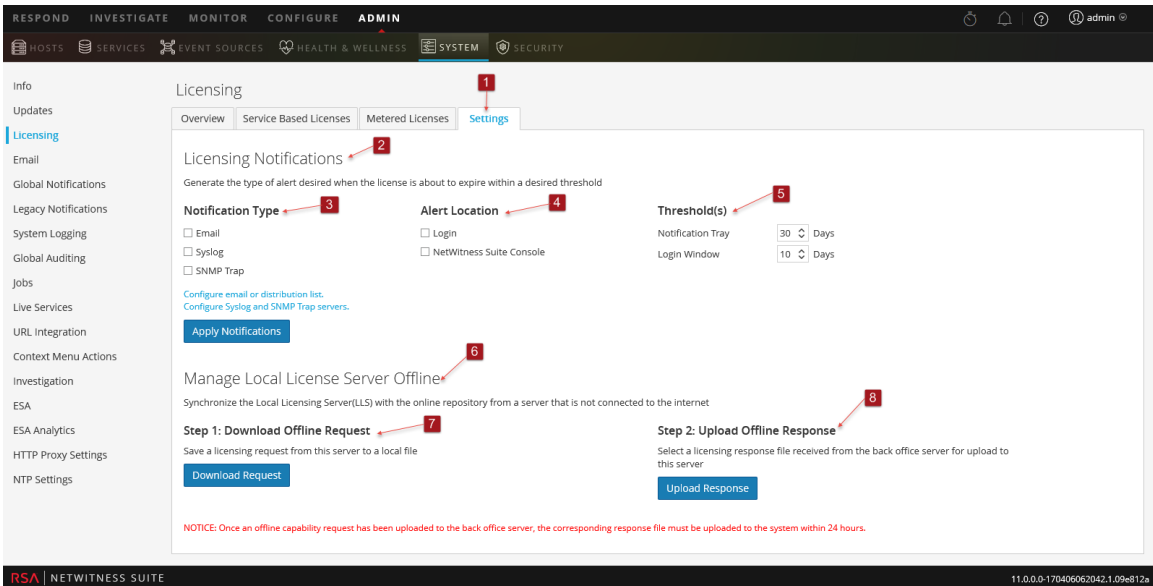 RESPOND INVESTIGATE MONITOR CONFIGURE ADMIN
admin
HOSTS SERVICES EVENT SOURCES HEALTH & WELLNESS SYSTEM SECURITY
Info
Updates
Licensing
Email
Global Notifications
Legacy Notifications
System Logging
Global Auditing
Jobs
Live Services
URL Integration
Context Menu Actions
Investigation
ESA
ESA Analytics
HTTP Proxy Settings
NTP Settings
Licensing
1
Overview Service Based Licenses Metered Licenses Settings
2
Licensing Notifications
Generate the type of alert desired when the license is about to expire within a desired threshold
3
Notification Type
Email
Syslog
SNMP Trap
4
Alert Location
Login
NetWitness Suite Console
5
Threshold(s)
Notification Tray 30 Days
Login Window 10 Days
Configure email or distribution list.
Configure Syslog and SNMP Trap servers.
Apply Notifications
6
Manage Local License Server Offline
Synchronize the Local Licensing Server(LLS) with the online repository from a server that is not connected to the internet
7
Step 1: Download Offline Request
Save a licensing request from this server to a local file
Download Request
8
Step 2: Upload Offline Response
Select a licensing response file received from the back office server for upload to
this server
Upload Response
NOTICE: Once an offline capability request has been uploaded to the back office server, the corresponding response file must be uploaded to the system within 24 hours.
RSA NETWITNESS SUITE
11.0.0.0-170406062042.1.09e812a